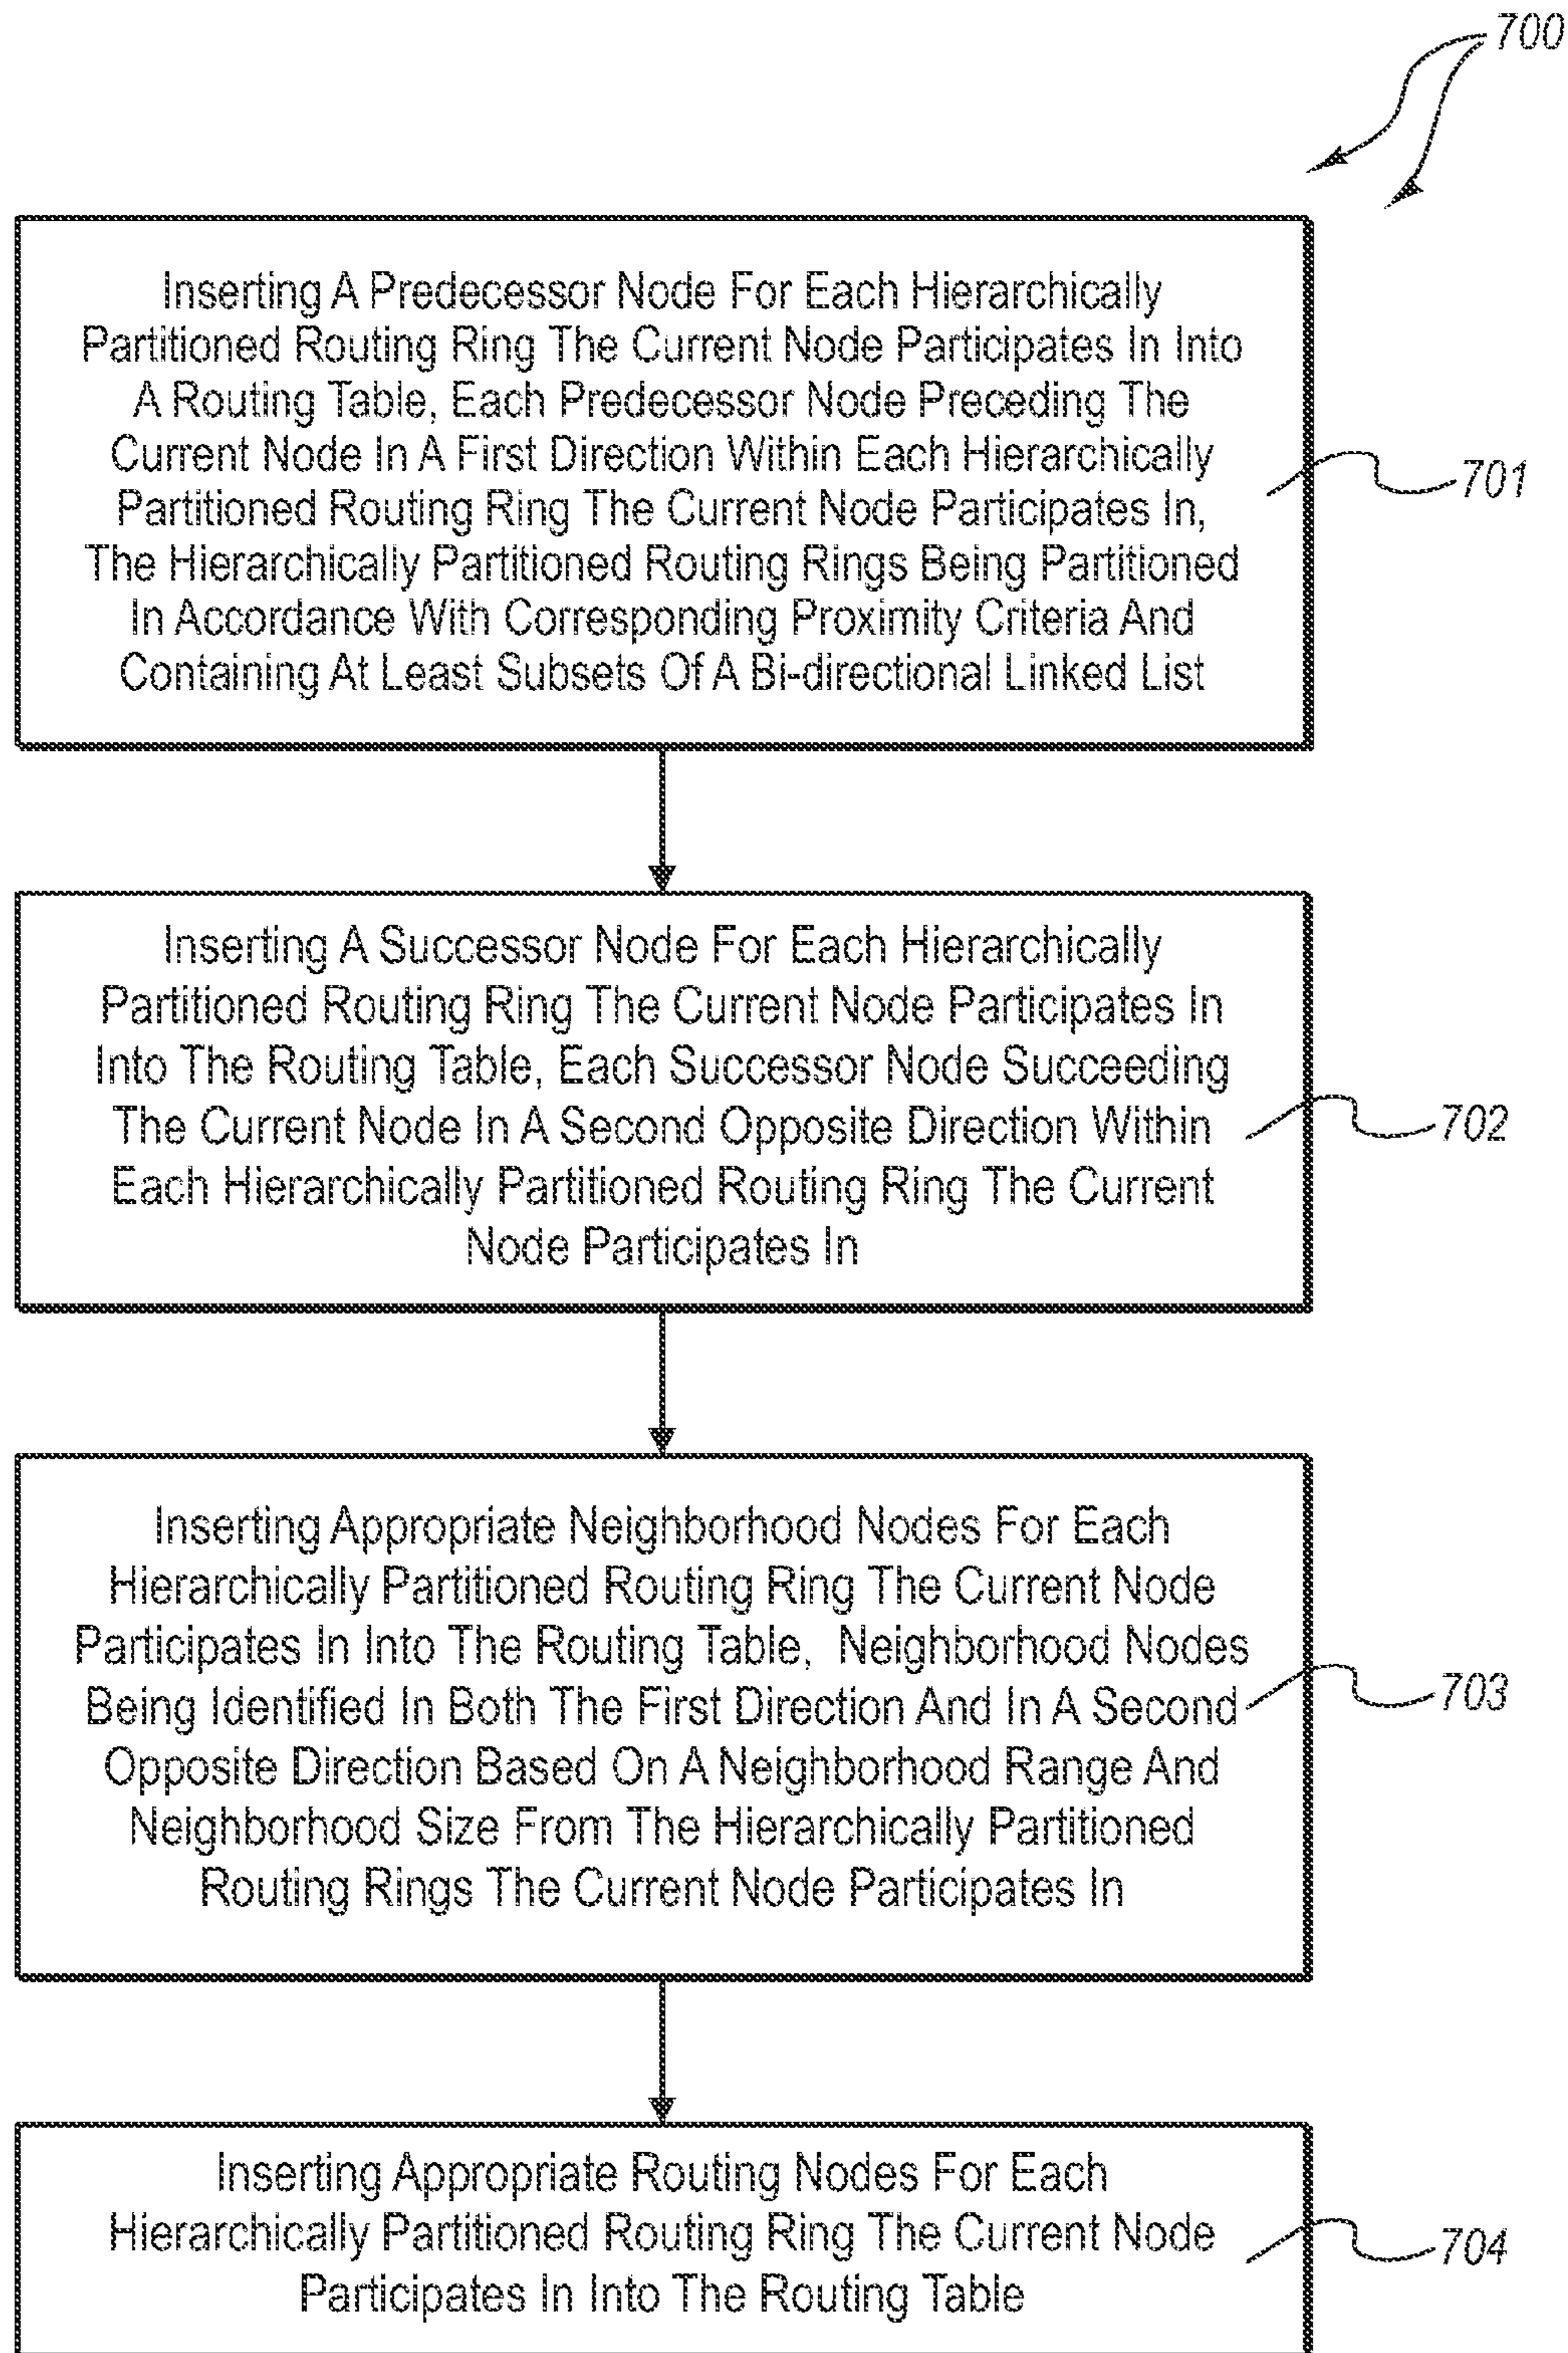 700
Inserting A Predecessor Node For Each Hierarchically
Partitioned Routing Ring The Current Node Participates In Into
A Routing Table, Each Predecessor Node Preceding The
Current Node In A First Direction Within Each Hierarchically
Partitioned Routing Ring The Current Node Participates In,
The Hierarchically Partitioned Routing Rings Being Partitioned
In Accordance With Corresponding Proximity Criteria And
Containing At Least Subsets Of A Bi-directional Linked List
701
Inserting A Successor Node For Each Hierarchically
Partitioned Routing Ring The Current Node Participates In
Into The Routing Table, Each Successor Node Succeeding
The Current Node In A Second Opposite Direction Within
Each Hierarchically Partitioned Routing Ring The Current
Node Participates In
702
Inserting Appropriate Neighborhood Nodes For Each
Hierarchically Partitioned Routing Ring The Current Node
Participates In Into The Routing Table, Neighborhood Nodes
Being Identified In Both The First Direction And In A Second
Opposite Direction Based On A Neighborhood Range And
Neighborhood Size From The Hierarchically Partitioned
Routing Rings The Current Node Participates In
703
Inserting Appropriate Routing Nodes For Each
Hierarchically Partitioned Routing Ring The Current Node
Participates In Into The Routing Table
704